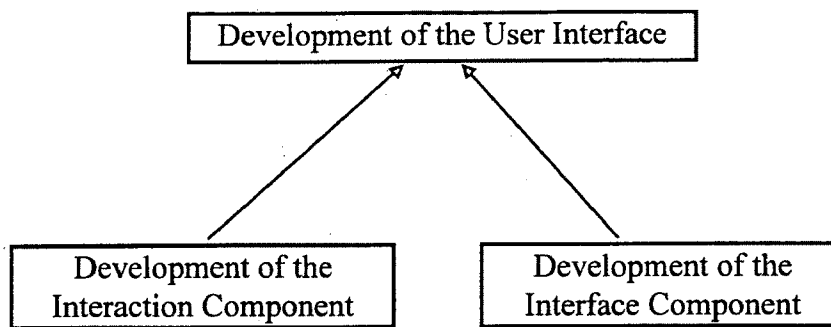 Development of the User Interface
Development of the
Interaction Component
Development of the
Interface Component